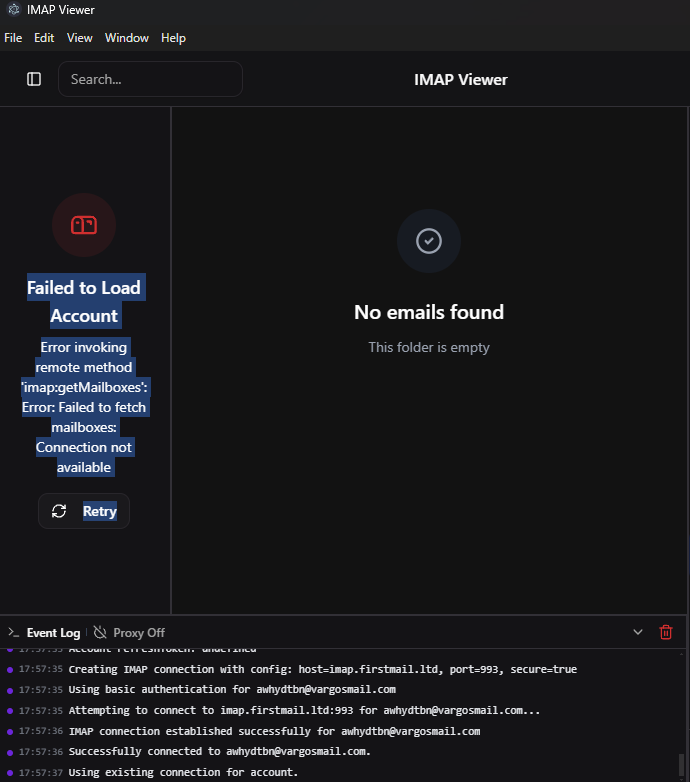 IMAP Viewer
File Edit View Window Help
Search...
IMAP Viewer
Failed to Load
Account
Error invoking
remote method
'imap:getMailboxes':
Error: Failed to fetch
mailboxes:
Connection not
available
Retry
No emails found
This folder is empty
Event Log
Proxy Off
17:57:35 Account refreshToken: undefined
17:57:35 Creating IMAP connection with config: host=imap.firstmail.ltd, port=993, secure=true
17:57:35 Using basic authentication for awhydtbn@vargosmail.com
17:57:35 Attempting to connect to imap.firstmail.ltd:993 for awhydtbn@vargosmail.com...
17:57:36 IMAP connection established successfully for awhydtbn@vargosmail.com
17:57:36 Successfully connected to awhydtbn@vargosmail.com.
17:57:37 Using existing connection for account.